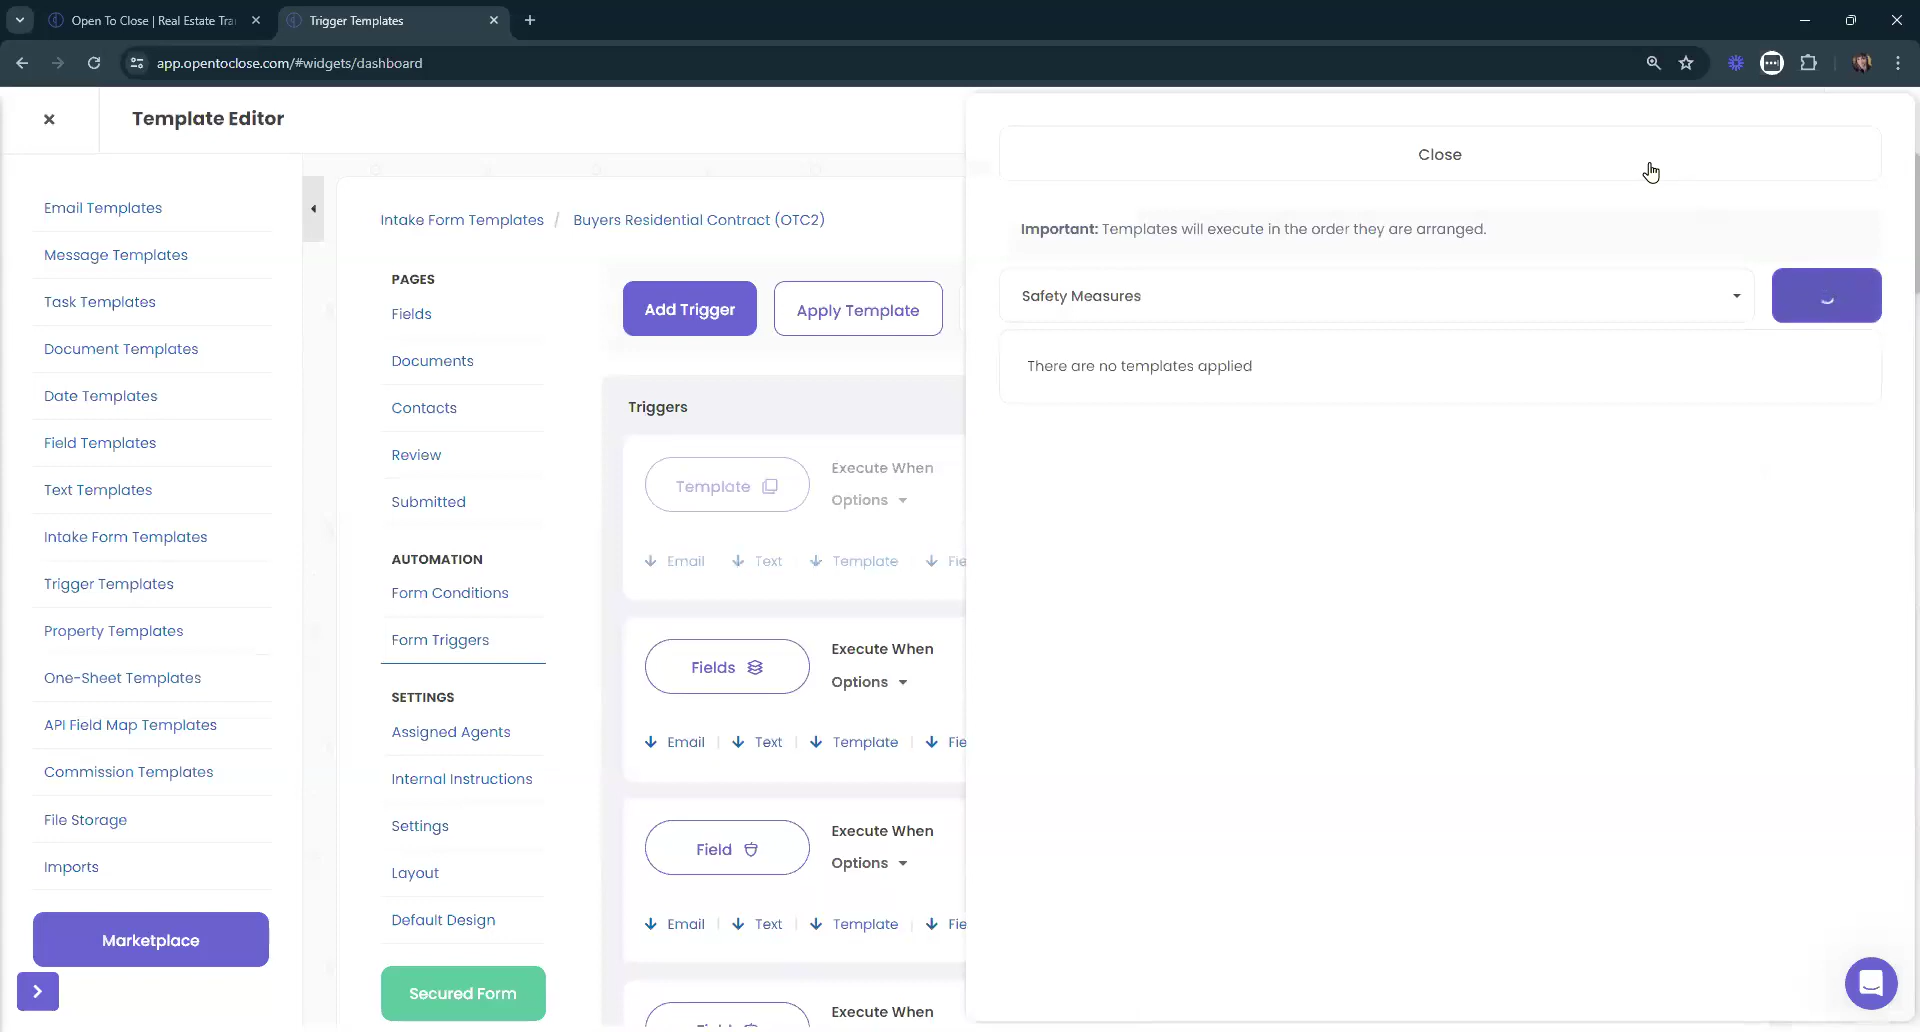 Open To Close | Real Estate Tra
Trigger Templates
app.opentoclose.com/#widgets/dashboard
Template Editor
Email Templates
Message Templates
Task Templates
Document Templates
Date Templates
Field Templates
Text Templates
Intake Form Templates
Trigger Templates
Property Templates
One-Sheet Templates
API Field Map Templates
Commission Templates
File Storage
Imports
Marketplace
Intake Form Templates / Buyers Residential Contract (OTC2)
PAGES
Fields
Documents
Contacts
Review
Submitted
AUTOMATION
Form Conditions
Form Triggers
SETTINGS
Assigned Agents
Internal Instructions
Settings
Layout
Default Design
Secured Form
Add Trigger
Apply Template
Triggers
Template
Execute When
Options
Email | Text | Template | Fie
Fields
Execute When
Options
Email | Text | Template | Fie
Field
Execute When
Options
Email | Text | Template | Fie
Execute When
Close
Important: Templates will execute in the order they are arranged.
Safety Measures
There are no templates applied